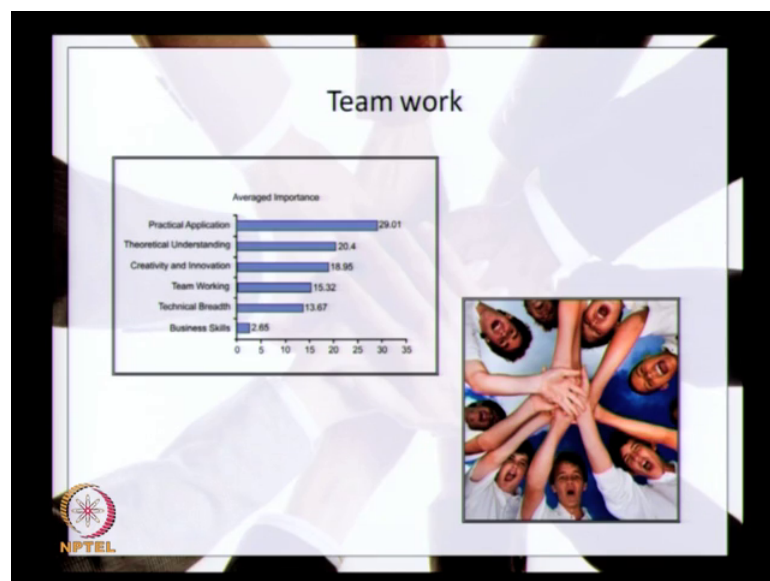 Team work
Averaged Importance
Practical Application 29.01
Theoretical Understanding 20.4
Creativity and Innovation 18.95
Team Working 15.32
Technical Breadth 13.67
Business Skills 2.65
0 5 10 15 20 25 30 35
NPTEL